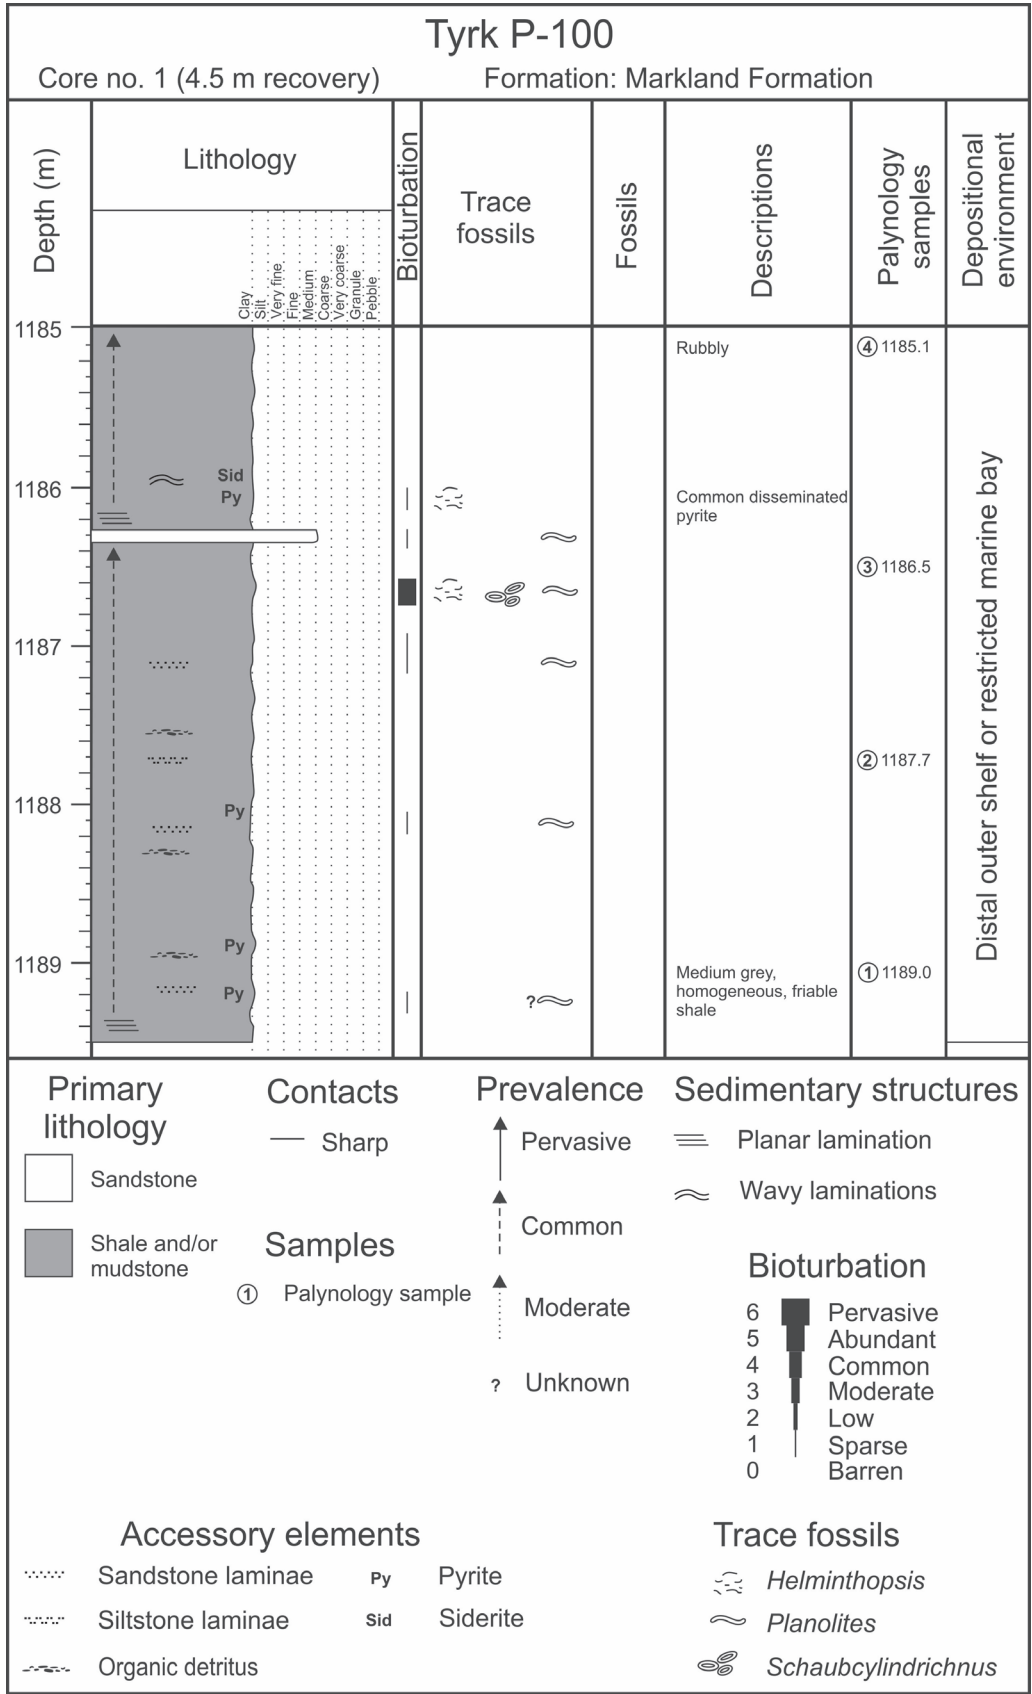 Tyrk P-100
Core no. 1 (4.5 m recovery)
Formation: Markland Formation
Depth (m)
Lithology
Clay
Silt
Very fine
Fine
Medium
Coarse
Very coarse
Granule
Pebble
Bioturbation
Trace
fossils
Fossils
Descriptions
Palynology
samples
Depositional
environment
1185
Rubbly
4 1185.1
Sid
1186
Py
Common disseminated
pyrite
3 1186.5
1187
2 1187.7
1188
Py
Py
1189
Medium grey,
homogeneous, friable
shale
1 1189.0
Py
?
Distal outer shelf or restricted marine bay
Primary
lithology
Sandstone
Shale and/or
mudstone
Contacts
Sharp
Samples
1 Palynology sample
Prevalence
Pervasive
Common
Moderate
? Unknown
Sedimentary structures
Planar lamination
Wavy laminations
Bioturbation
6 Pervasive
5 Abundant
4 Common
3 Moderate
2 Low
1 Sparse
0 Barren
Accessory elements
Sandstone laminae
Siltstone laminae
Organic detritus
Py Pyrite
Sid Siderite
Trace fossils
Helminthopsis
Planolites
Schaubcylindrichnus